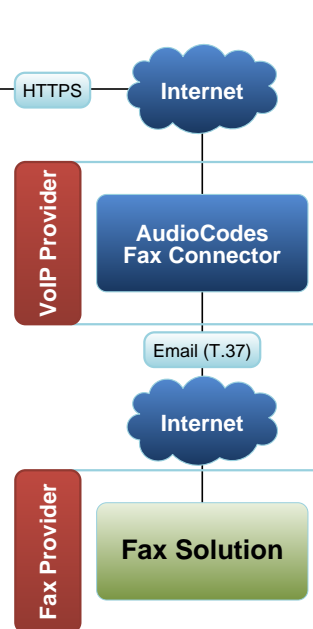 HTTPS
Internet
VoIP Provider
AudioCodes
Fax Connector
Email (T.37)
Internet
Fax Provider
Fax Solution